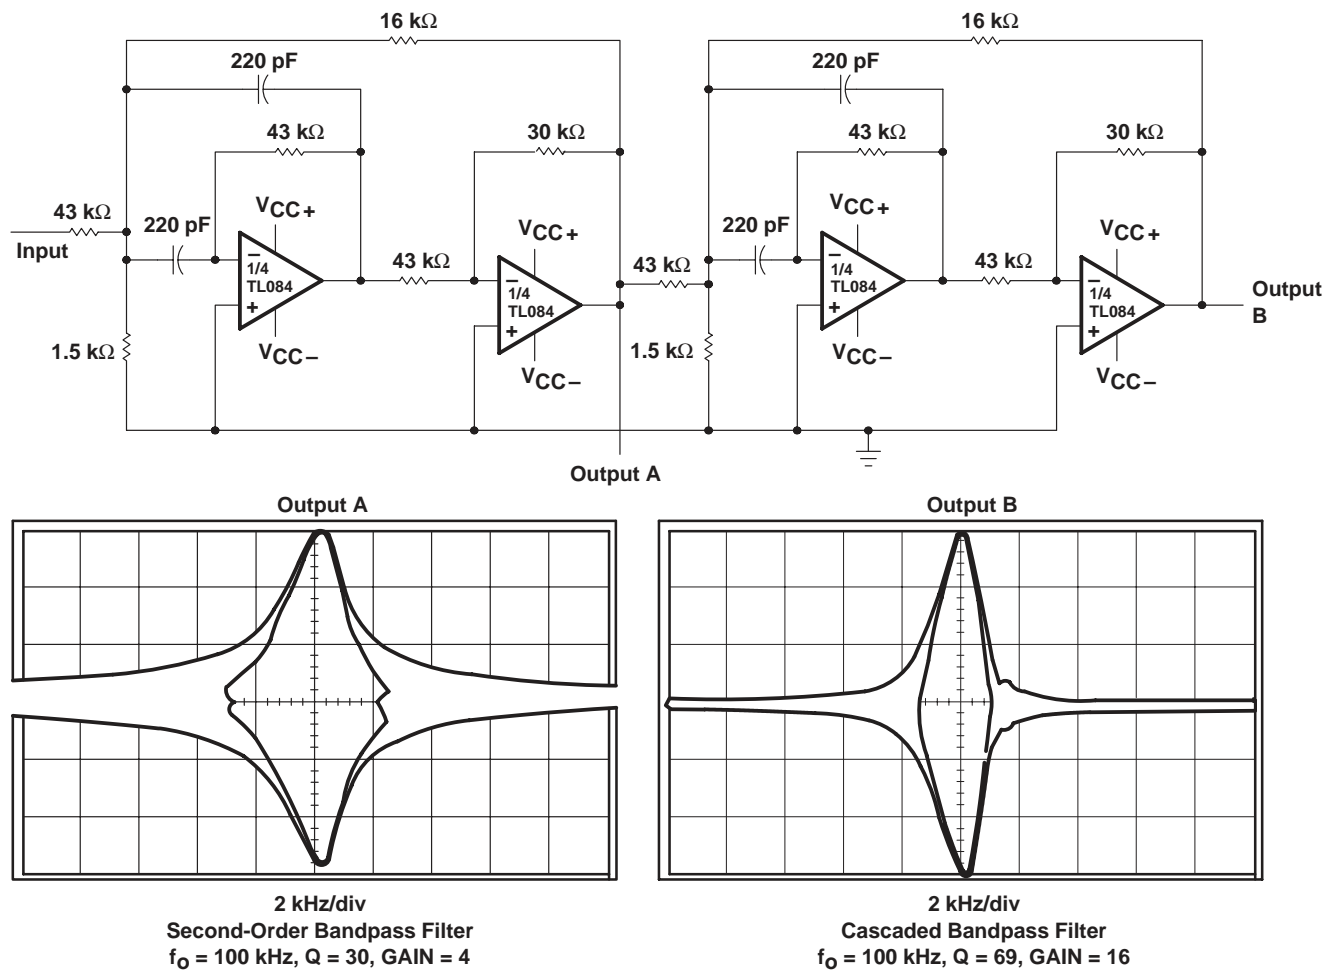 16 kΩ
16 kΩ
220 pF
220 pF
43 kΩ
30 kΩ
43 kΩ
30 kΩ
43 kΩ
Input
220 pF
VCC+
−
1/4
TL084
+
VCC−
43 kΩ
VCC+
−
1/4
TL084
+
VCC−
1.5 kΩ
43 kΩ
220 pF
VCC+
−
1/4
TL084
+
VCC−
43 kΩ
VCC+
−
1/4
TL084
+
VCC−
1.5 kΩ
Output
B
Output A
Output A
Output B
2 kHz/div
Second-Order Bandpass Filter
fo = 100 kHz, Q = 30, GAIN = 4
2 kHz/div
Cascaded Bandpass Filter
fo = 100 kHz, Q = 69, GAIN = 16